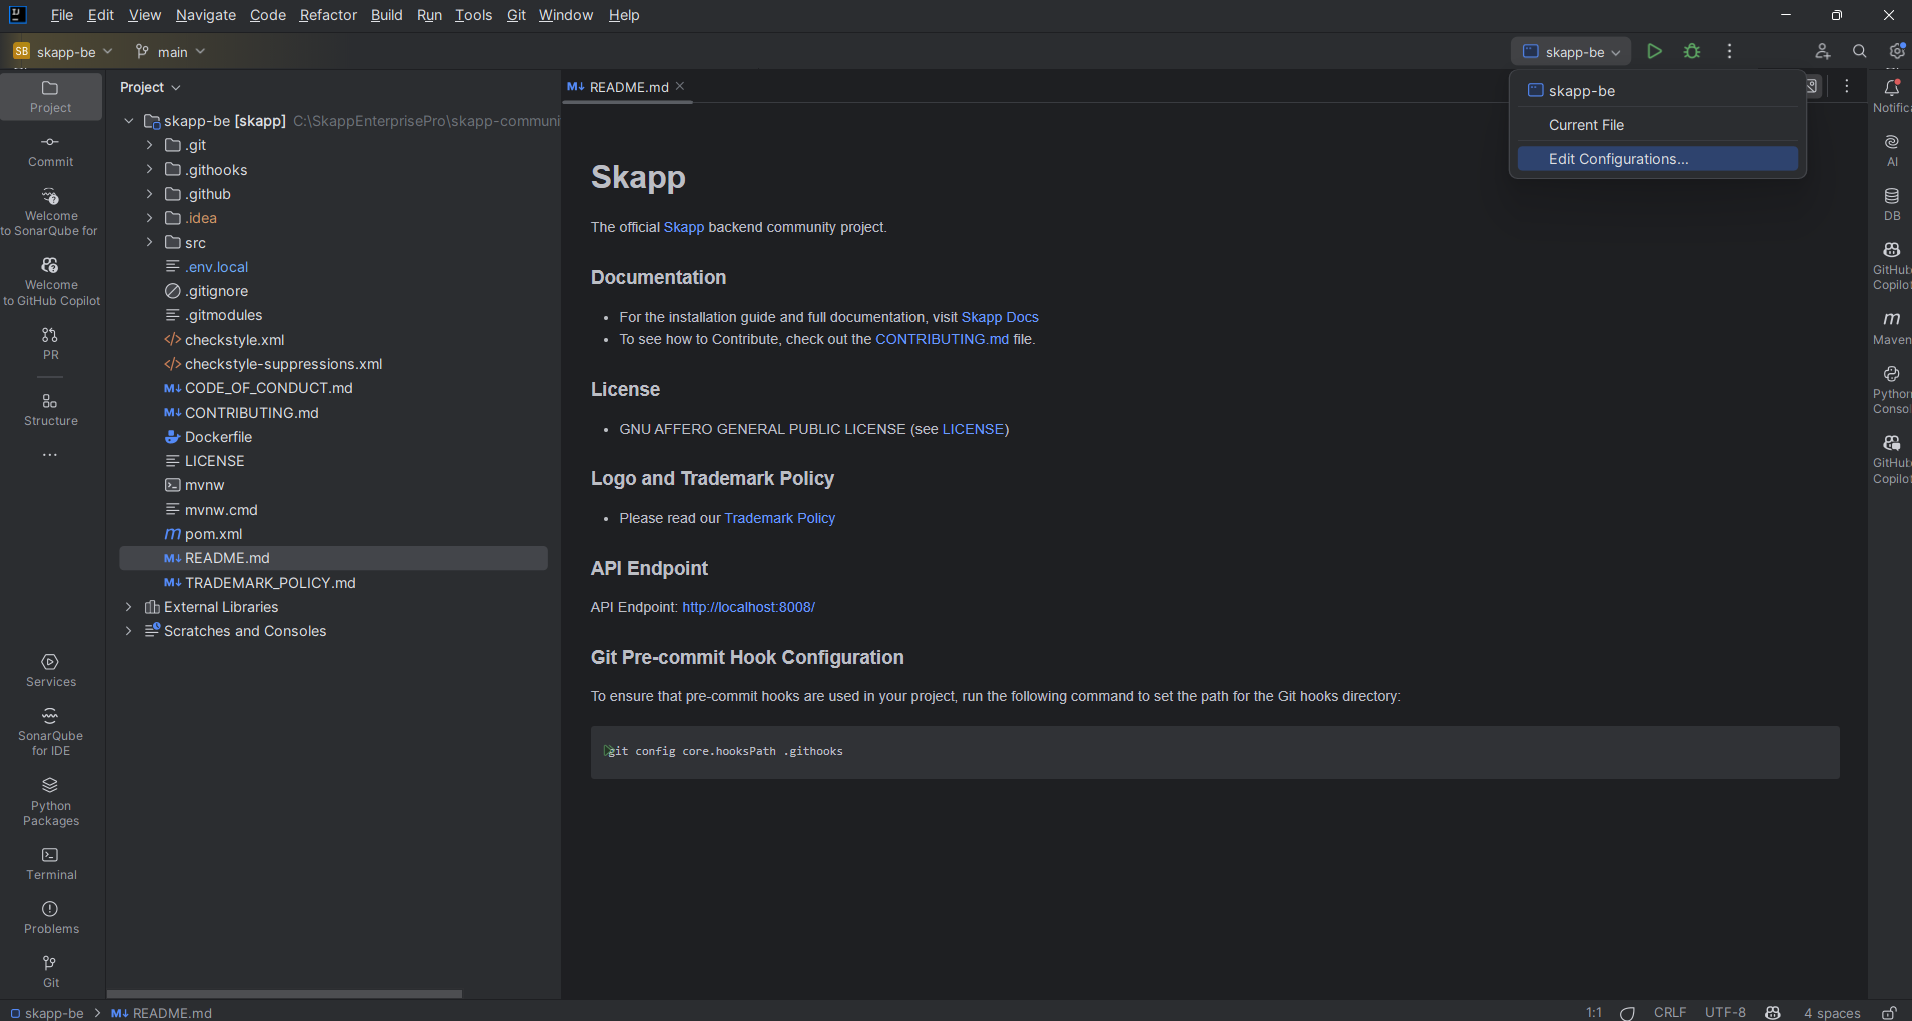 File Edit View Navigate Code Refactor Build Run Tools Git Window Help
SB skapp-be main skapp-be
Project
Commit
Welcome
to SonarQube for
Welcome
to GitHub Copilot
PR
Structure
Services
SonarQube
for IDE
Python
Packages
Terminal
Problems
Git
Project
skapp-be [skapp] C:\SkappEnterprisePro\skapp-communi
.git
.githooks
.github
.idea
src
.env.local
.gitignore
.gitmodules
checkstyle.xml
checkstyle-suppressions.xml
CODE_OF_CONDUCT.md
CONTRIBUTING.md
Dockerfile
LICENSE
mvnw
mvnw.cmd
pom.xml
README.md
TRADEMARK_POLICY.md
External Libraries
Scratches and Consoles
README.md
skapp-be
Current File
Edit Configurations...
Skapp
The official Skapp backend community project.
Documentation
• For the installation guide and full documentation, visit Skapp Docs
• To see how to Contribute, check out the CONTRIBUTING.md file.
License
• GNU AFFERO GENERAL PUBLIC LICENSE (see LICENSE)
Logo and Trademark Policy
• Please read our Trademark Policy
API Endpoint
API Endpoint: http://localhost:8008/
Git Pre-commit Hook Configuration
To ensure that pre-commit hooks are used in your project, run the following command to set the path for the Git hooks directory:
git config core.hooksPath .githooks
Notific
AI
DB
GitHub
Copilot
Maven
Python
Conso
GitHub
Copilot
skapp-be > README.md
1:1 CRLF UTF-8 4 spaces